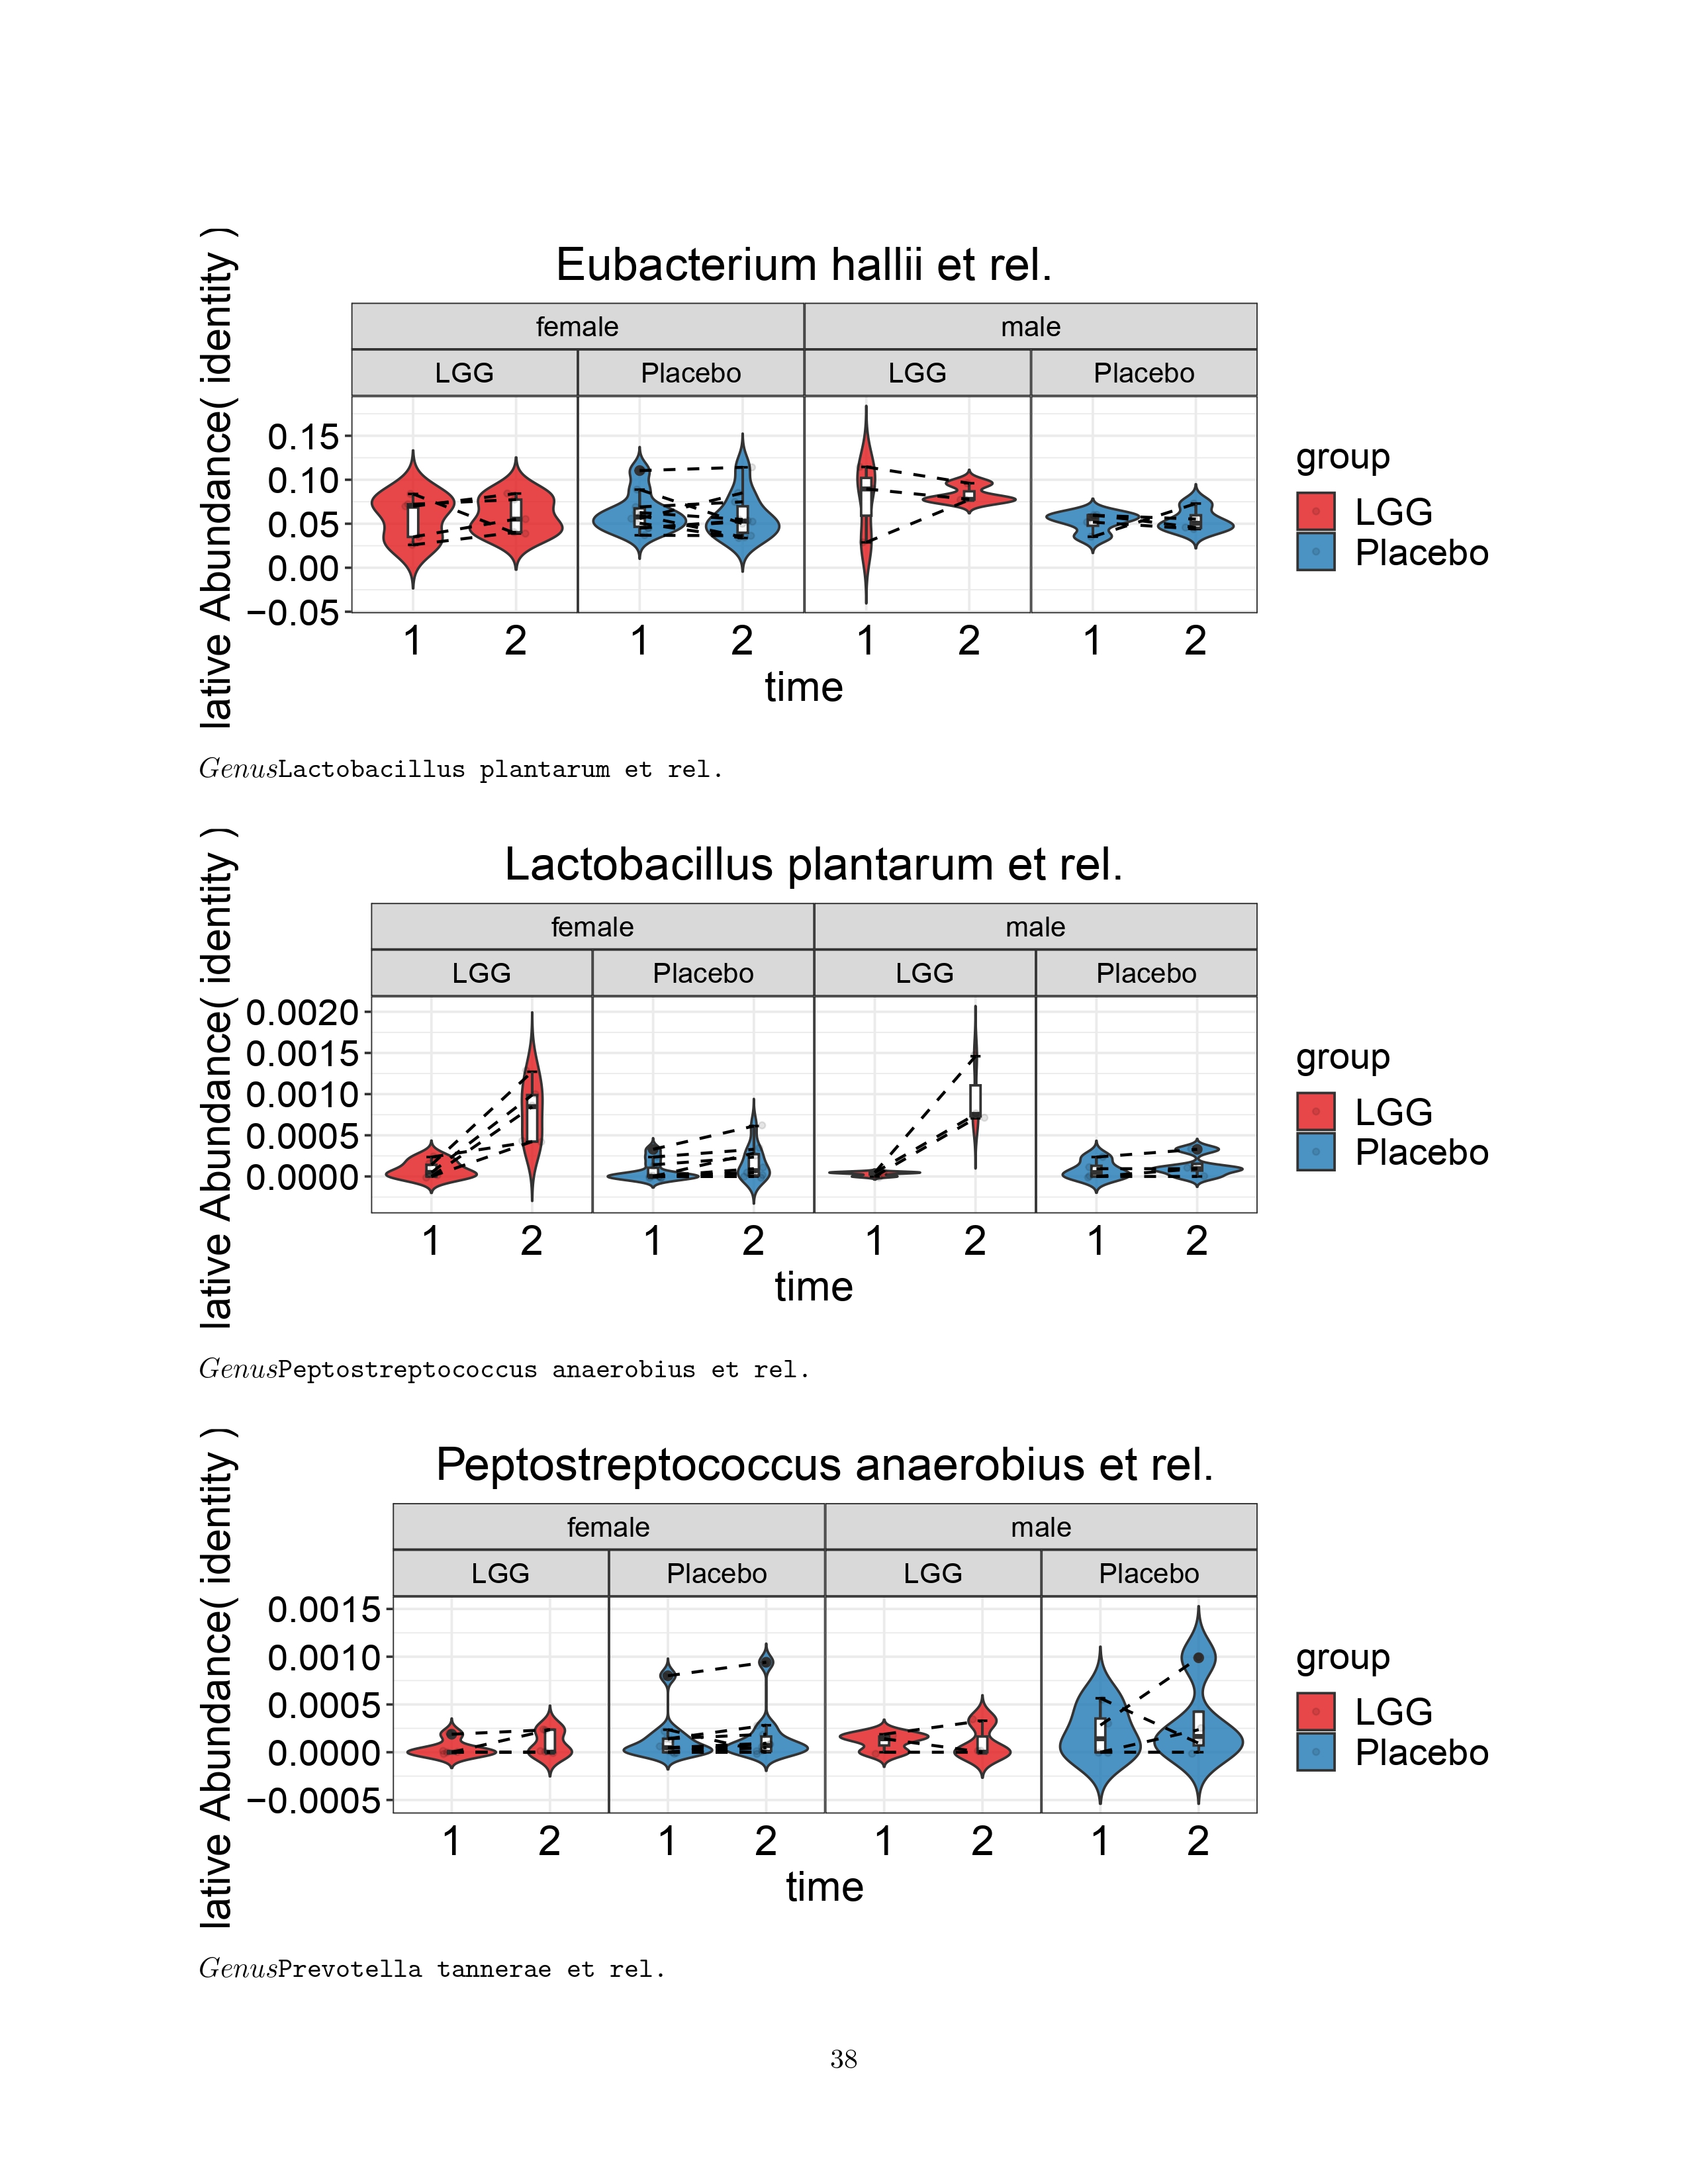 Eubacterium hallii et rel.
lative Abundance( identity )
female male
LGG Placebo LGG Placebo
0.15
0.10
0.05
0.00
−0.05
1 2 1 2 1 2 1 2
time
group
LGG
Placebo
GenusLactobacillus plantarum et rel.
Lactobacillus plantarum et rel.
lative Abundance( identity )
female male
LGG Placebo LGG Placebo
0.0020
0.0015
0.0010
0.0005
0.0000
1 2 1 2 1 2 1 2
time
group
LGG
Placebo
GenusPeptostreptococcus anaerobius et rel.
Peptostreptococcus anaerobius et rel.
lative Abundance( identity )
female male
LGG Placebo LGG Placebo
0.0015
0.0010
0.0005
0.0000
−0.0005
1 2 1 2 1 2 1 2
time
group
LGG
Placebo
GenusPrevotella tannerae et rel.
38